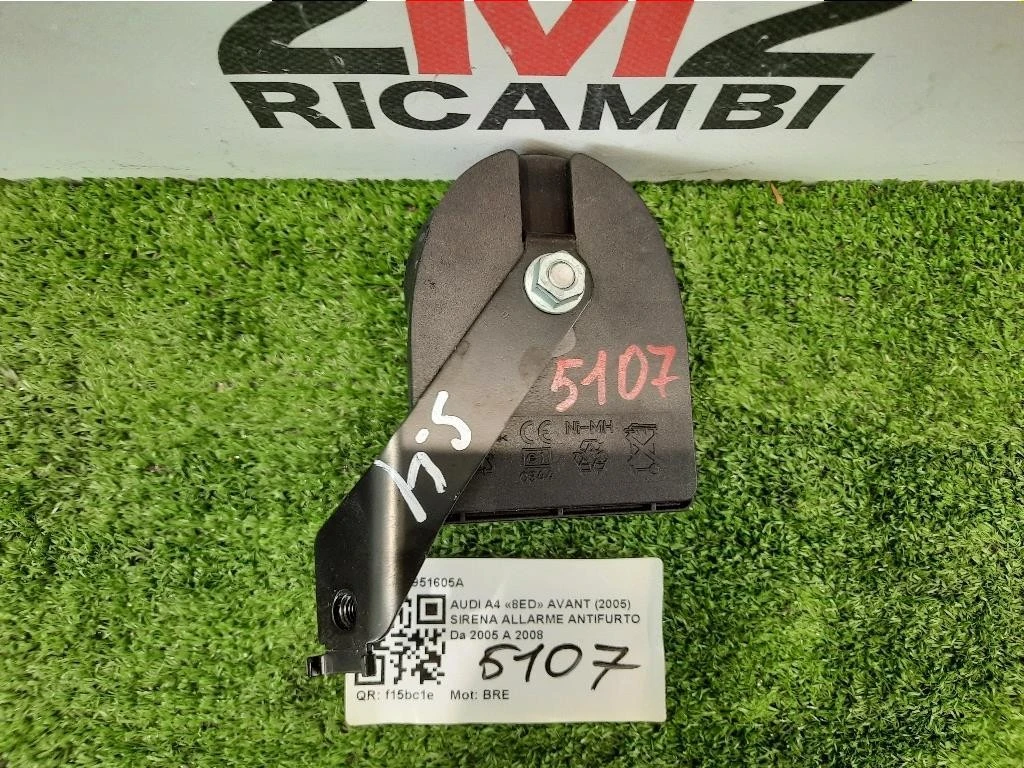 RICAMBI
5107
CE Ni-MH
951605A
AUDI A4 «8ED» AVANT (2005)
SIRENA ALLARME ANTIFURTO
Da 2005 A 2008
5107
QR: f15bc1e Mot: BRE